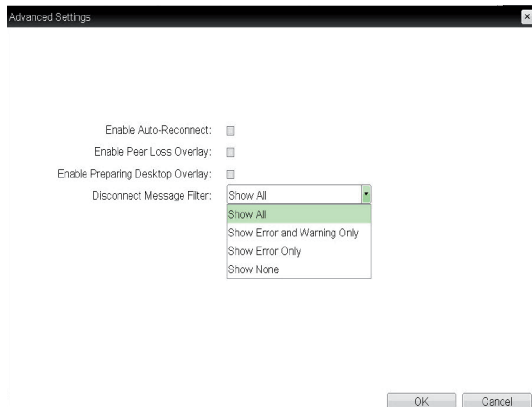 Advanced Settings
Enable Auto-Reconnect:
Enable Peer Loss Overlay:
Enable Preparing Desktop Overlay:
Disconnect Message Filter: Show All
Show All
Show Error and Warning Only
Show Error Only
Show None
OK Cancel